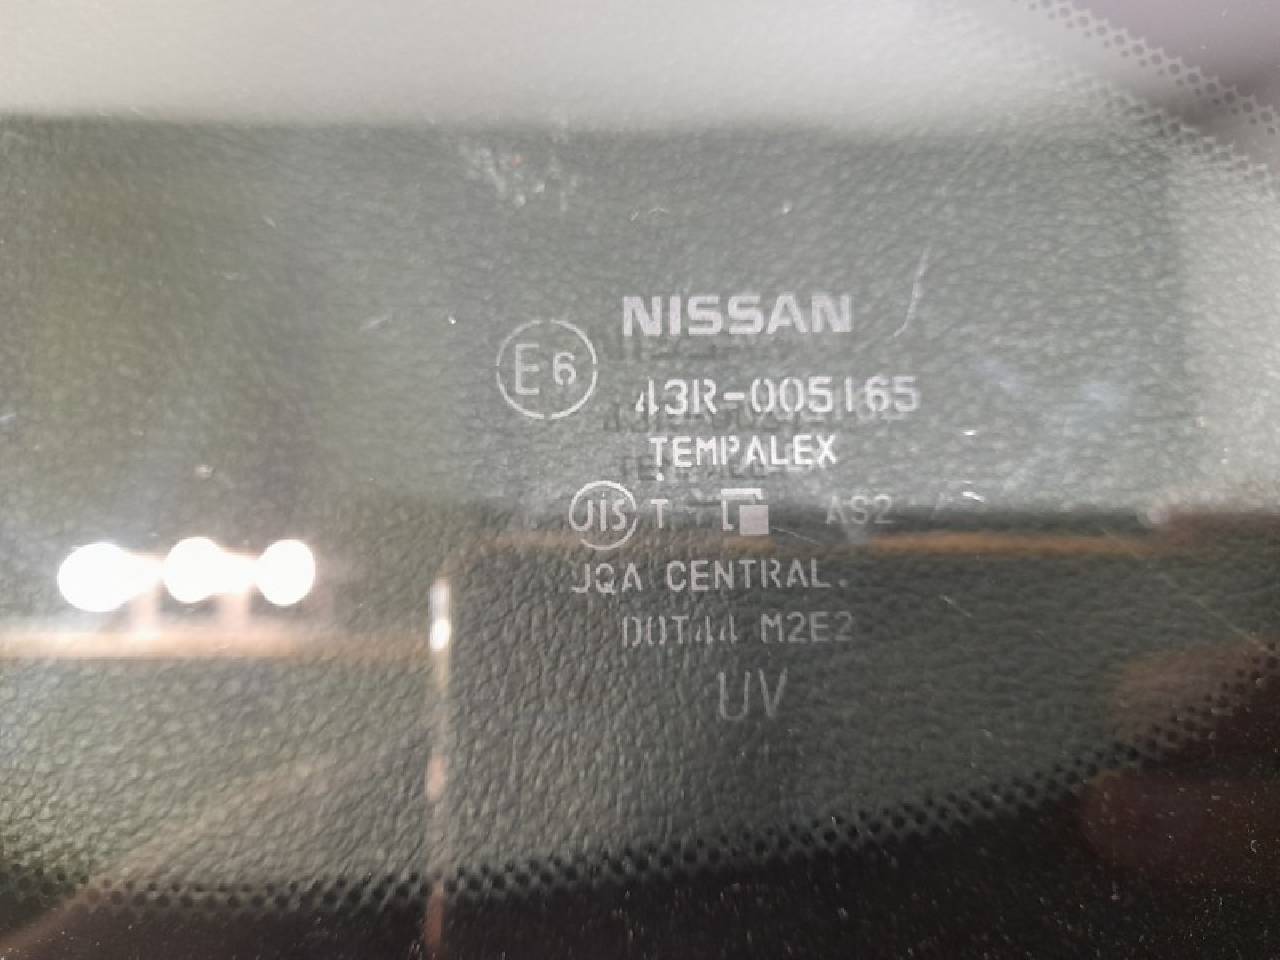 NISSAN
E6
43R-005165
TEMPALEX
JIS T AS2
JQA CENTRAL.
DOT44 M2E2
UV